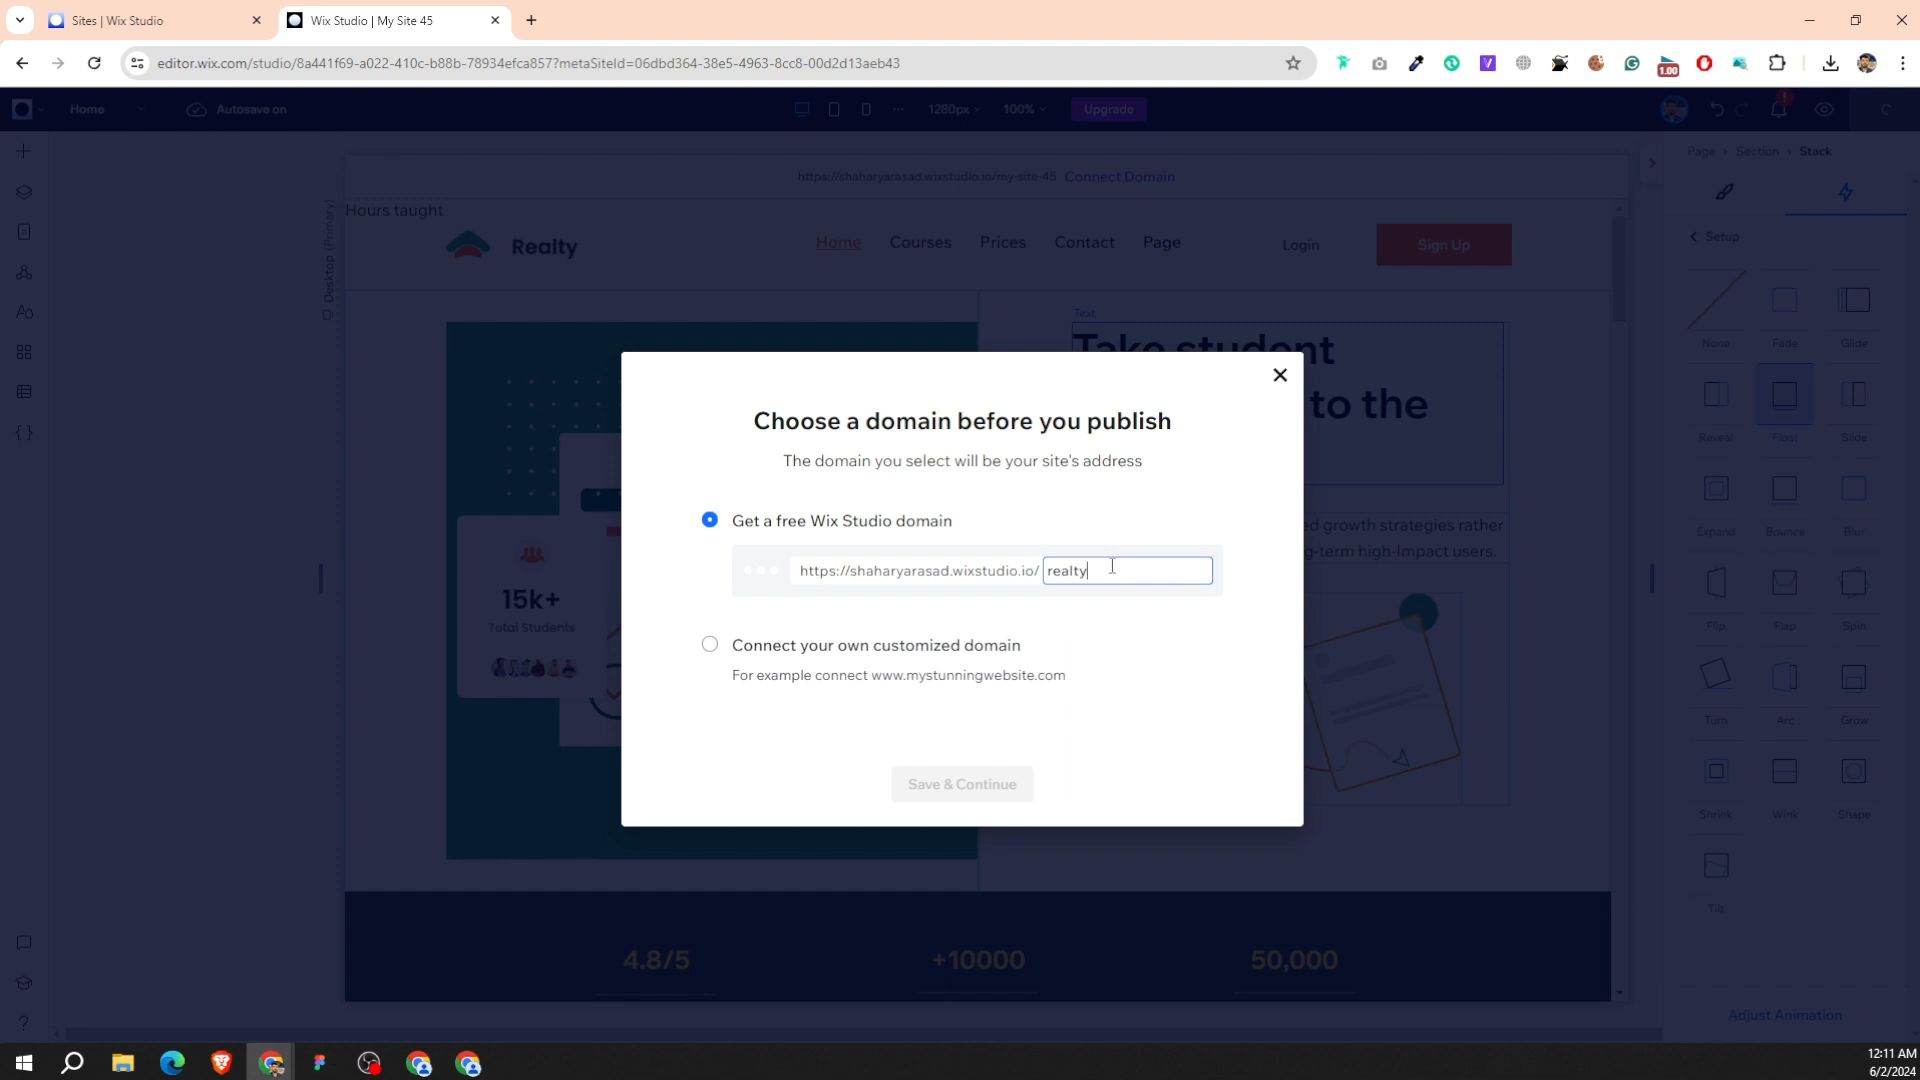 Sites | Wix Studio
Wix Studio | My Site 45
editor.wix.com/studio/8a441f69-a022-410c-b88b-78934efca857?metaSiteId=06dbd364-38e5-4963-8cc8-00d2d13aeb43
1.00
Home
Autosave on
1280px
100%
Upgrade
Page
Section
Stack
https://shaharyarasad.wixstudio.io/my-site-45 Connect Domain
Desktop (Primary)
Hours taught
Realty
Home
Courses
Prices
Contact
Page
Login
Sign Up
Setup
Text
Take student
to the
None
Fade
Glide
Reveal
Float
Slide
Expand
Bounce
Blur
Flip
Flap
Spin
Turn
Arc
Grow
Shrink
Wink
Shape
Tilt
Adjust Animation
Choose a domain before you publish
The domain you select will be your site's address
Get a free Wix Studio domain
https://shaharyarasad.wixstudio.io/
realty
Connect your own customized domain
For example connect www.mystunningwebsite.com
Save & Continue
ed growth strategies rather
g-term high-Impact users.
15k+
Total Students
4.8/5
+10000
50,000
12:11 AM
6/2/2024